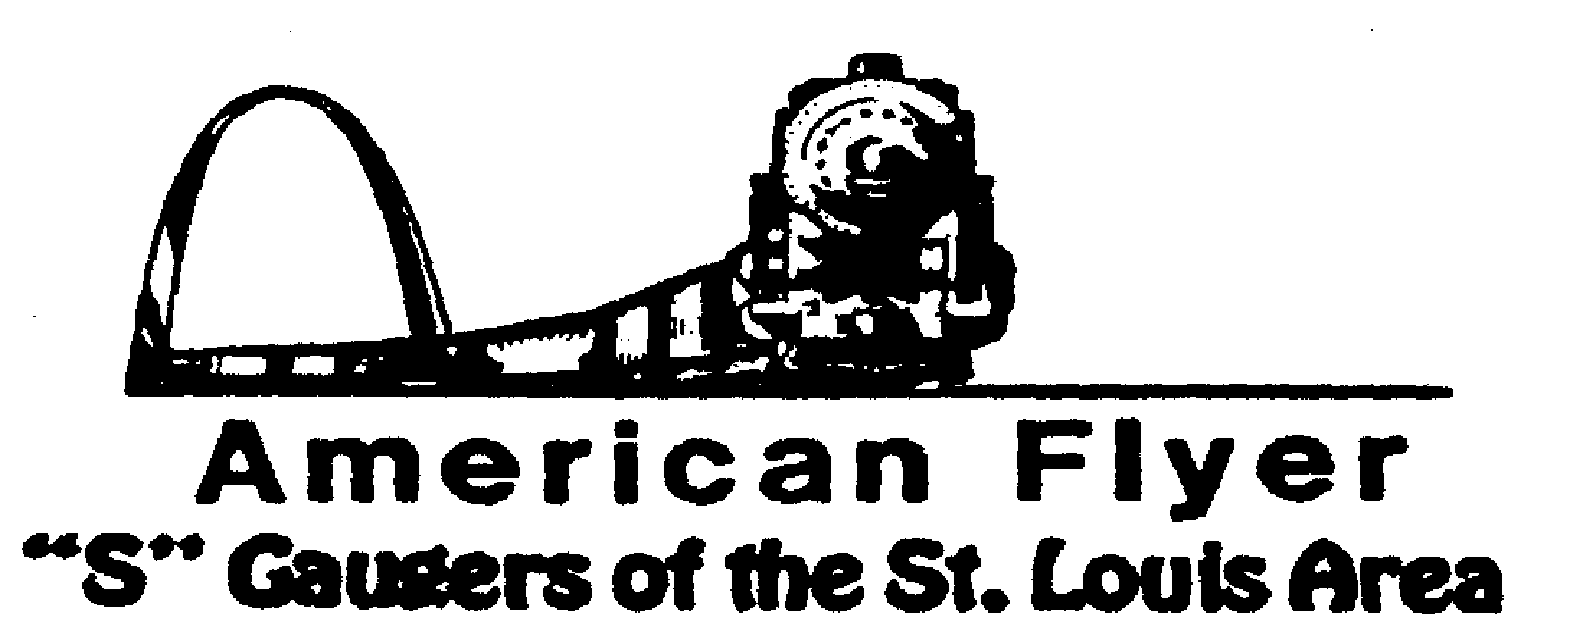 American Flyer
“S” Gaugers of the St. Louis Area